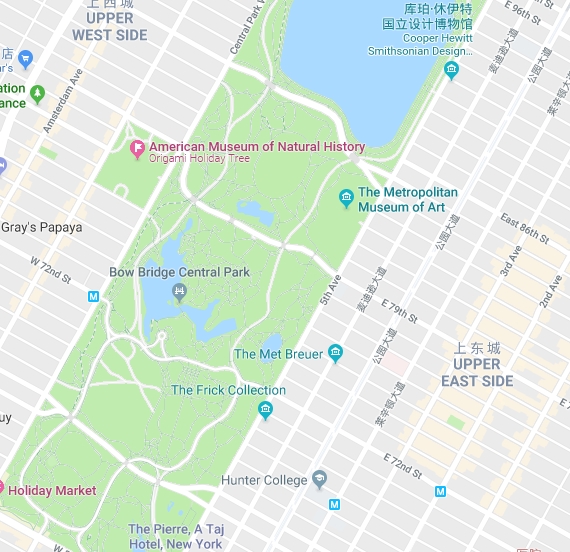 上西城
UPPER
WEST SIDE
Central Park W
库珀·休伊特
国立设计博物馆
Cooper Hewitt
Smithsonian Design...
E 96th St
麦迪逊大道
公园大道
莱辛顿大道
店
Amsterdam Ave
American Museum of Natural History
Origami Holiday Tree
The Metropolitan
Museum of Art
Gray's Papaya
公园大道
East 86th St
W 72nd St
Bow Bridge Central Park
5th Ave
麦迪逊大道
3rd Ave
2nd Ave
M
E 79th St
The Met Breuer
公园大道
上东城
UPPER
EAST SIDE
The Frick Collection
莱辛顿大道
uy
E 72nd St
Hunter College
Holiday Market
M
M
The Pierre, A Taj
Hotel, New York